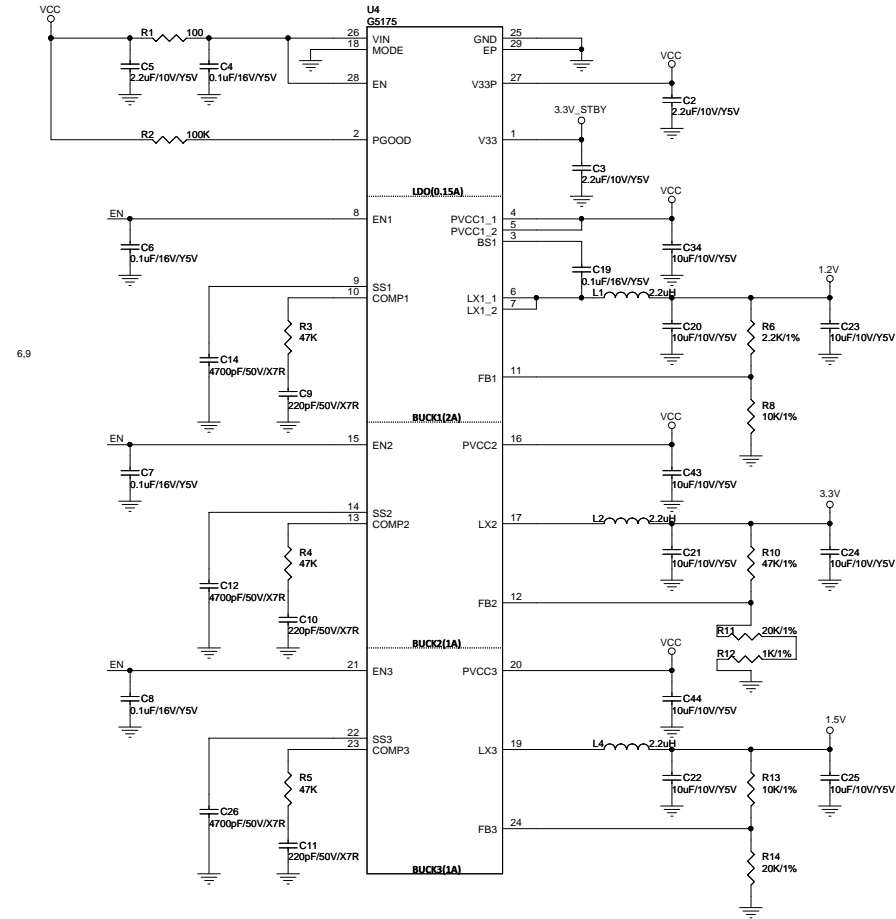 VCC
U4
G5175
R1 100
26 VIN
18 MODE
GND 25
EP 29
C5
2.2uF/10V/Y5V
C4
0.1uF/16V/Y5V
28 EN
V33P 27
VCC
C2
2.2uF/10V/Y5V
R2 100K
2 PGOOD
V33 1
3.3V_STBY
C3
2.2uF/10V/Y5V
LDO(0.15A)
EN
8 EN1
C6
0.1uF/16V/Y5V
PVCC1_1 4
PVCC1_2 5
BS1 3
VCC
C34
10uF/10V/Y5V
C19
0.1uF/16V/Y5V
9 SS1
10 COMP1
LX1_1 6
LX1_2 7
L1 2.2uH
1.2V
R3
47K
C20
10uF/10V/Y5V
R6
2.2K/1%
C23
10uF/10V/Y5V
6,9
C14
4700pF/50V/X7R
C9
220pF/50V/X7R
FB1 11
R8
10K/1%
BUCK1(2A)
EN
15 EN2
C7
0.1uF/16V/Y5V
PVCC2 16
VCC
C43
10uF/10V/Y5V
14 SS2
13 COMP2
LX2 17
L2 2.2uH
3.3V
R4
47K
C21
10uF/10V/Y5V
R10
47K/1%
C24
10uF/10V/Y5V
C12
4700pF/50V/X7R
C10
220pF/50V/X7R
FB2 12
R11 20K/1%
R12 1K/1%
BUCK2(1A)
EN
21 EN3
C8
0.1uF/16V/Y5V
PVCC3 20
VCC
C44
10uF/10V/Y5V
22 SS3
23 COMP3
LX3 19
L4 2.2uH
1.5V
R5
47K
C22
10uF/10V/Y5V
R13
10K/1%
C25
10uF/10V/Y5V
C26
4700pF/50V/X7R
C11
220pF/50V/X7R
FB3 24
R14
20K/1%
BUCK3(1A)